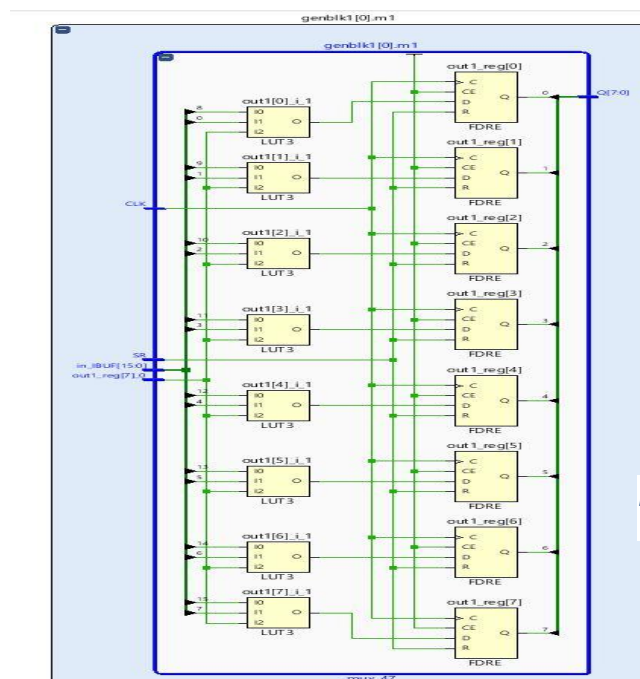 genblk1[0].m1
genblk1[0].m1
out1_reg[0]
C
CE
D
R
Q
0
Q[7:0]
FDRE
out1[0]_i_1
8
0
I0
I1
I2
O
LUT3
out1_reg[1]
C
CE
D
R
Q
1
FDRE
out1[1]_i_1
9
1
I0
I1
I2
O
LUT3
CLK
out1_reg[2]
C
CE
D
R
Q
2
FDRE
out1[2]_i_1
10
2
I0
I1
I2
O
LUT3
out1_reg[3]
C
CE
D
R
Q
3
FDRE
out1[3]_i_1
11
3
I0
I1
I2
O
LUT3
SR
in_IBUF[15:0]
out1_reg[7]_0
out1_reg[4]
C
CE
D
R
Q
4
FDRE
out1[4]_i_1
12
4
I0
I1
I2
O
LUT3
out1_reg[5]
C
CE
D
R
Q
5
FDRE
out1[5]_i_1
13
5
I0
I1
I2
O
LUT3
out1_reg[6]
C
CE
D
R
Q
6
FDRE
out1[6]_i_1
14
6
I0
I1
I2
O
LUT3
out1_reg[7]
C
CE
D
R
Q
7
FDRE
out1[7]_i_1
15
7
I0
I1
I2
O
LUT3